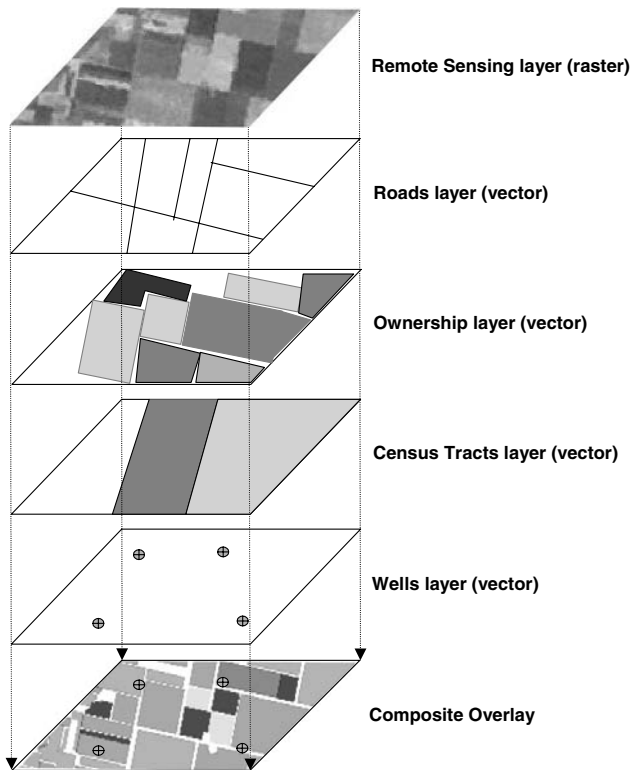 Remote Sensing layer (raster)
Roads layer (vector)
Ownership layer (vector)
Census Tracts layer (vector)
Wells layer (vector)
Composite Overlay